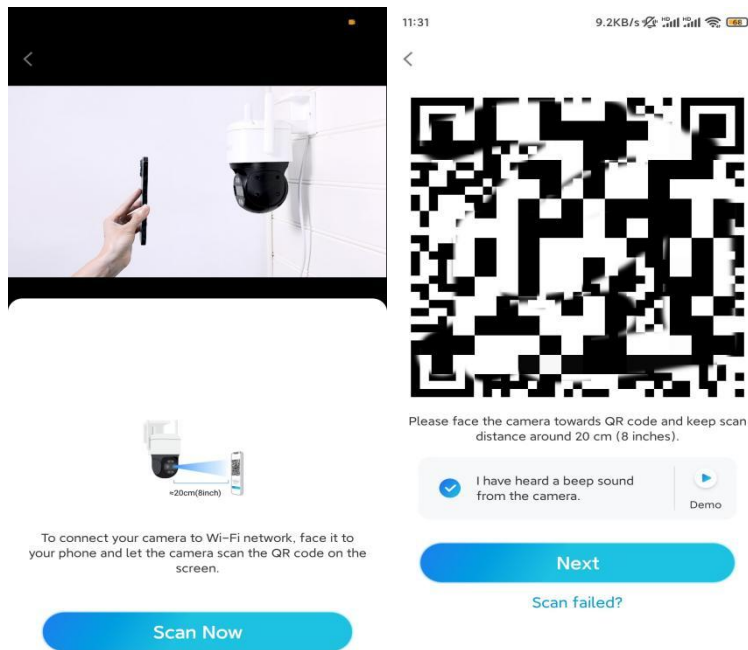 ≈20cm(8inch)
To connect your camera to Wi-Fi network, face it to
your phone and let the camera scan the QR code on the
screen.
Scan Now
11:31
9.2KB/s HD HD 68
Please face the camera towards QR code and keep scan
distance around 20 cm (8 inches).
I have heard a beep sound
from the camera.
Demo
Next
Scan failed?